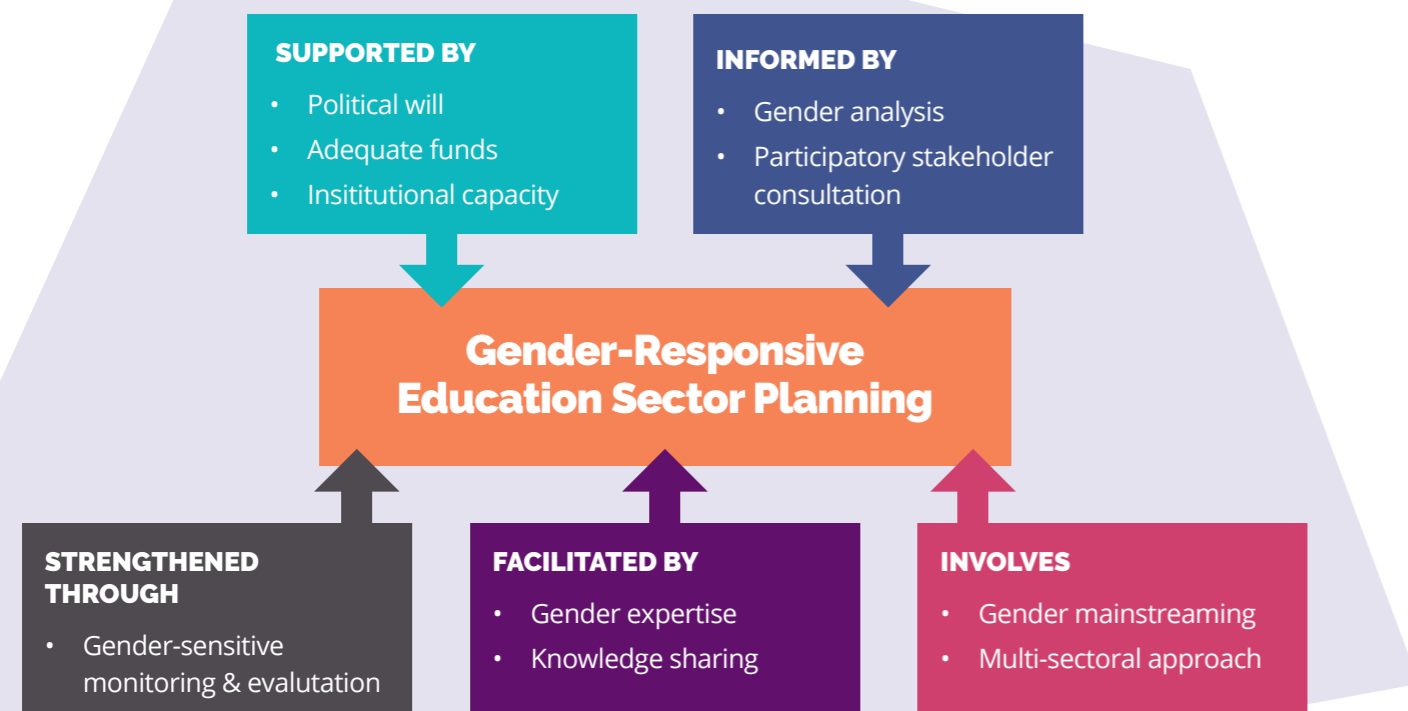 SUPPORTED BY
• Political will
• Adequate funds
• Insititutional capacity
INFORMED BY
• Gender analysis
• Participatory stakeholder
consultation
Gender-Responsive
Education Sector Planning
STRENGTHENED
THROUGH
• Gender-sensitive
monitoring & evalutation
FACILITATED BY
• Gender expertise
• Knowledge sharing
INVOLVES
• Gender mainstreaming
• Multi-sectoral approach